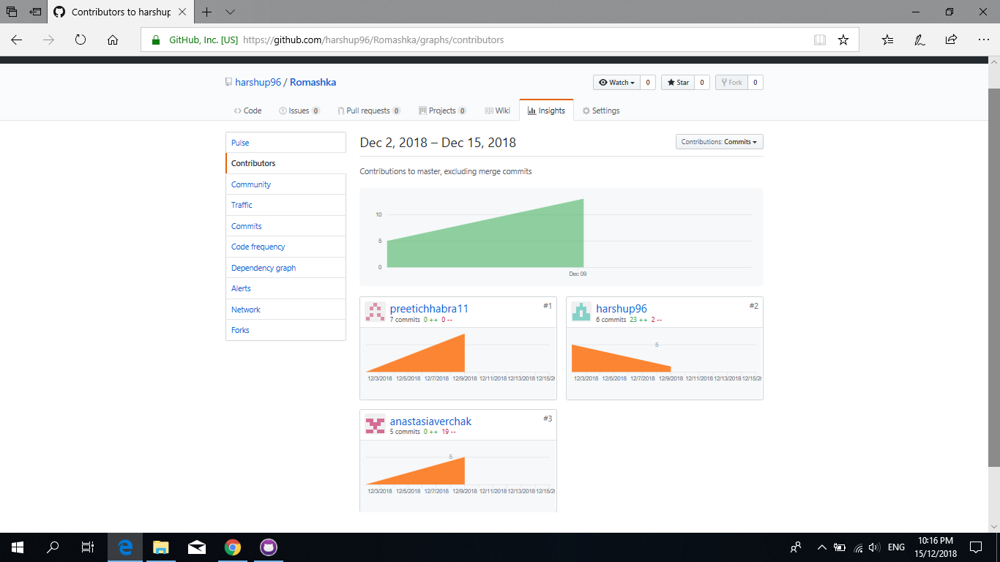 Contributors to harshup
GitHub, Inc. [US] https://github.com/harshup96/Romashka/graphs/contributors
harshup96 / Romashka
Watch 0 Star 0 Fork 0
Code Issues 0 Pull requests 0 Projects 0 Wiki Insights Settings
Pulse
Contributors
Community
Traffic
Commits
Code frequency
Dependency graph
Alerts
Network
Forks
Dec 2, 2018 – Dec 15, 2018
Contributions: Commits
Contributions to master, excluding merge commits
10
5
0
Dec 09
preetichhabra11 #1
7 commits 0 ++ 0 --
12/3/2018 12/5/2018 12/7/2018 12/9/2018 12/11/2018 12/13/2018 12/15/2
harshup96 #2
6 commits 23 ++ 2 --
5
12/3/2018 12/5/2018 12/7/2018 12/9/2018 12/11/2018 12/13/2018 12/15/2
anastasiaverchak #3
5 commits 0 ++ 19 --
5
12/3/2018 12/5/2018 12/7/2018 12/9/2018 12/11/2018 12/13/2018 12/15/2
ENG
10:16 PM
15/12/2018